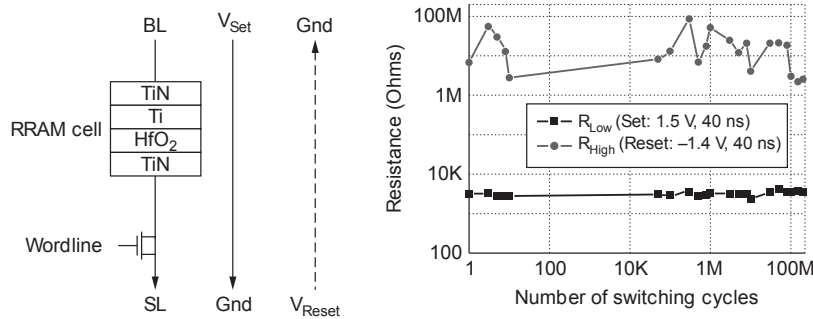 BL
V_Set
Gnd
TiN
Ti
HfO₂
TiN
RRAM cell
Wordline
SL
Gnd
V_Reset
Resistance (Ohms)
100M
1M
10K
100
R_Low (Set: 1.5 V, 40 ns)
R_High (Reset: –1.4 V, 40 ns)
1
100
10K
1M
100M
Number of switching cycles